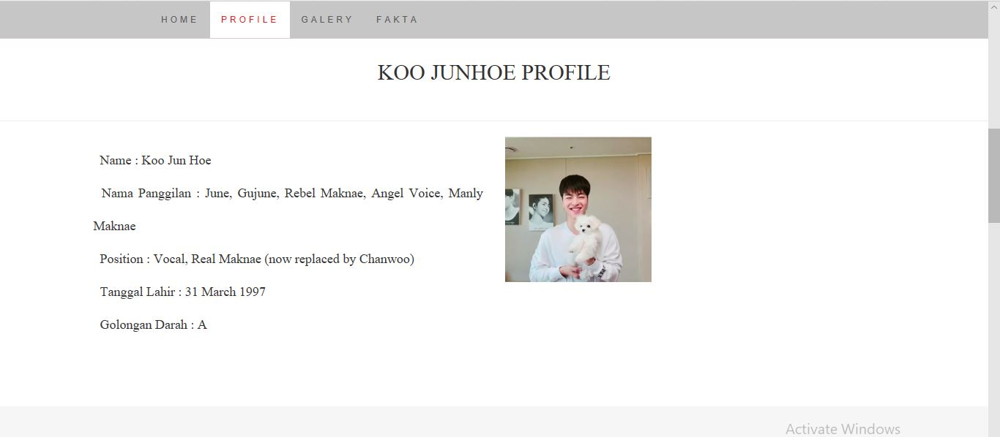 HOME PROFILE GALERY FAKTA
KOO JUNHOE PROFILE
Name : Koo Jun Hoe
Nama Panggilan : June, Gujune, Rebel Maknae, Angel Voice, Manly
Maknae
Position : Vocal, Real Maknae (now replaced by Chanwoo)
Tanggal Lahir : 31 March 1997
Golongan Darah : A
Activate Windows